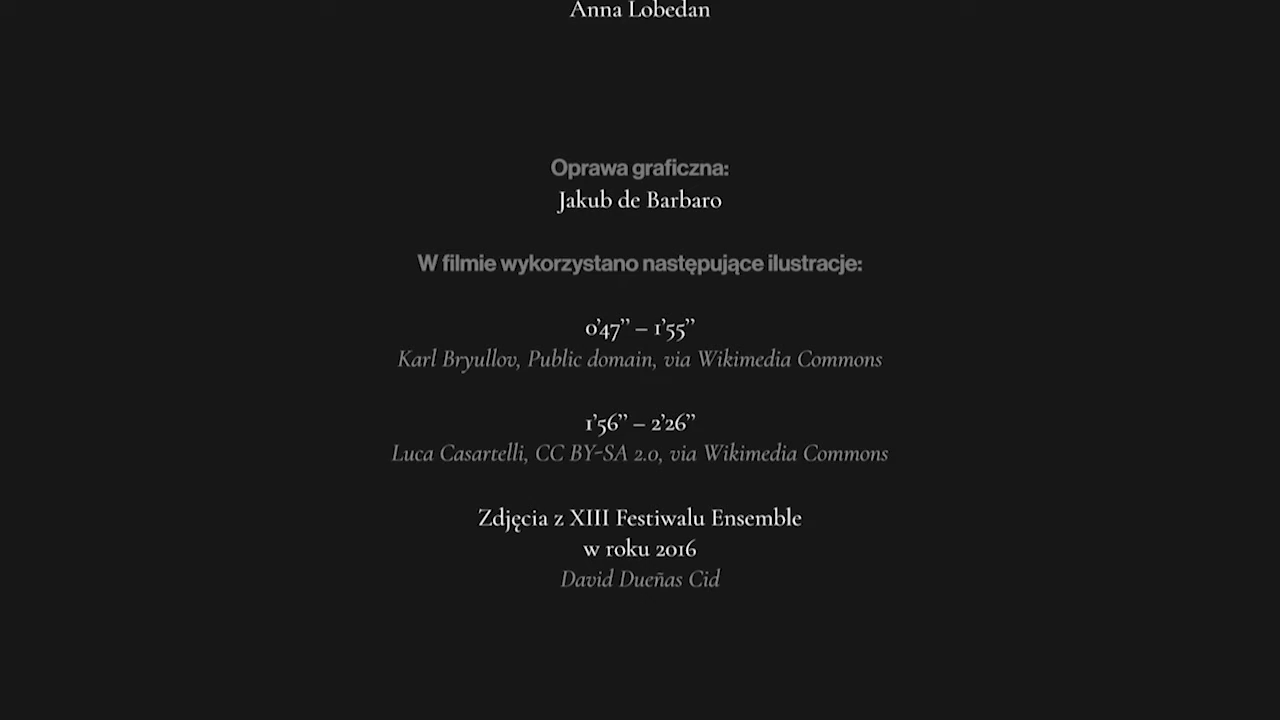 Anna Lobedan
Oprawa graficzna:
Jakub de Barbaro
W filmie wykorzystano następujące ilustracje:
0’47’’ – 1’55’’
Karl Bryullov, Public domain, via Wikimedia Commons
1’56’’ – 2’26’’
Luca Casartelli, CC BY-SA 2.0, via Wikimedia Commons
Zdjęcia z XIII Festiwalu Ensemble
w roku 2016
David Dueñas Cid